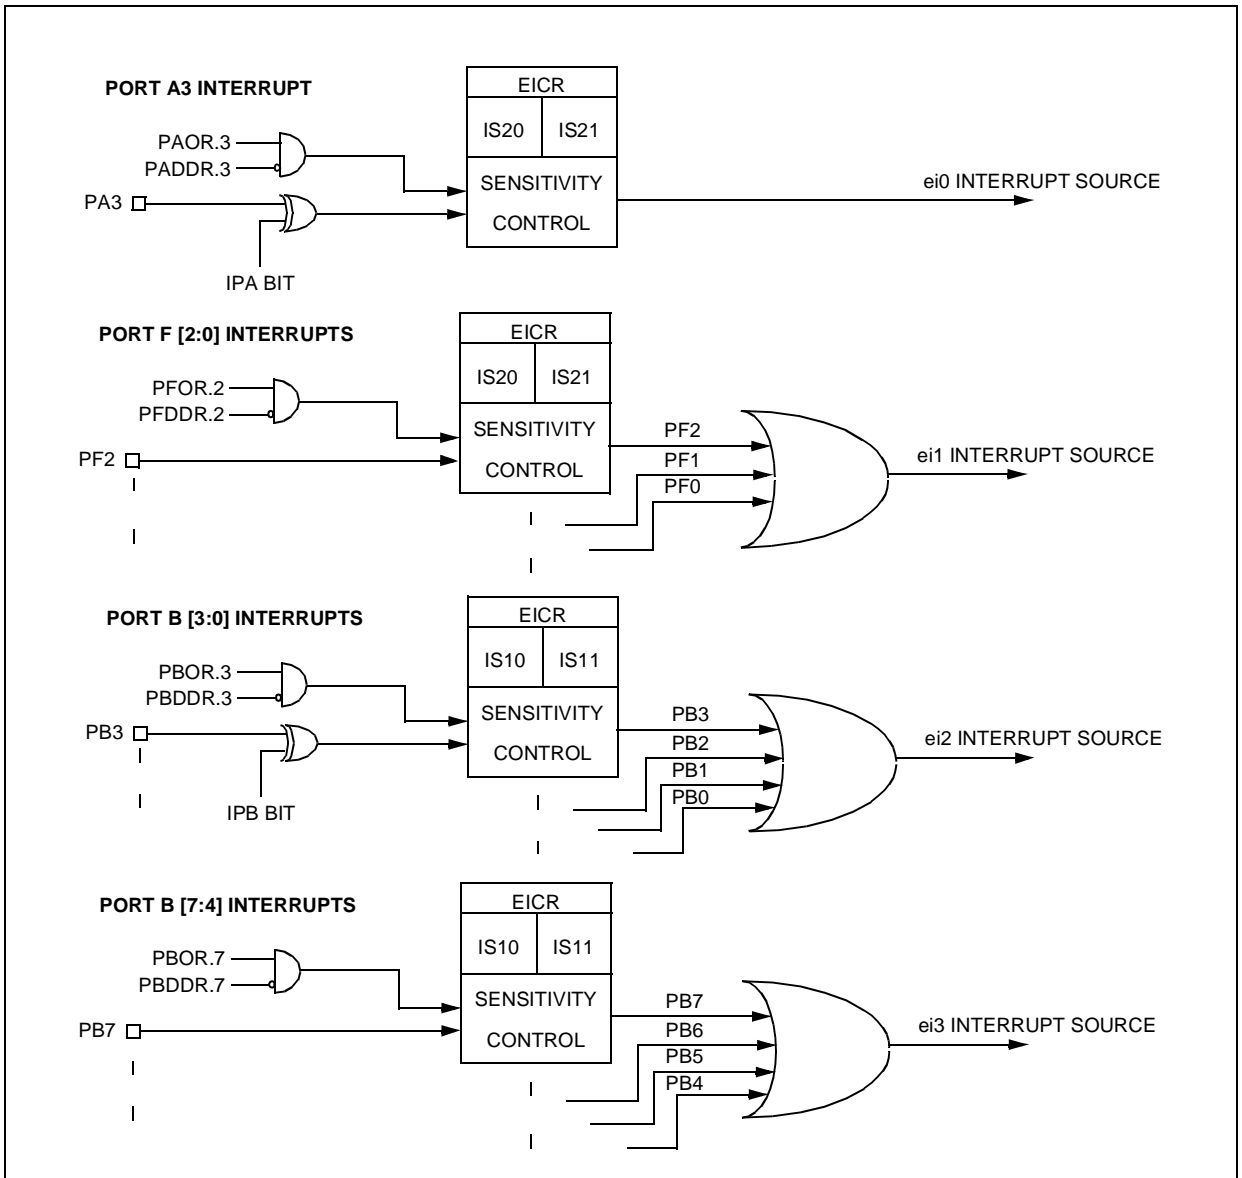 PORT A3 INTERRUPT
EICR
IS20 IS21
PAOR.3
PADDR.3
SENSITIVITY
CONTROL
PA3
IPA BIT
ei0 INTERRUPT SOURCE
PORT F [2:0] INTERRUPTS
EICR
IS20 IS21
PFOR.2
PFDDR.2
SENSITIVITY
CONTROL
PF2
PF2
PF1
PF0
ei1 INTERRUPT SOURCE
PORT B [3:0] INTERRUPTS
EICR
IS10 IS11
PBOR.3
PBDDR.3
SENSITIVITY
CONTROL
PB3
IPB BIT
PB3
PB2
PB1
PB0
ei2 INTERRUPT SOURCE
PORT B [7:4] INTERRUPTS
EICR
IS10 IS11
PBOR.7
PBDDR.7
SENSITIVITY
CONTROL
PB7
PB7
PB6
PB5
PB4
ei3 INTERRUPT SOURCE